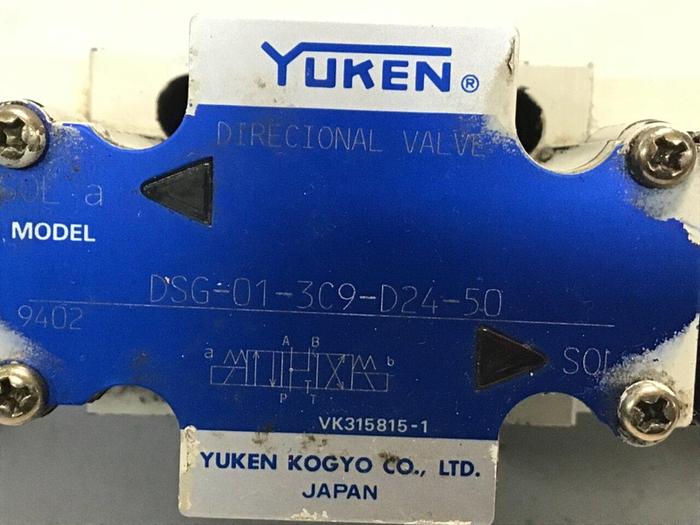 YUKEN®
DIRECIONAL VALVE
SOL a
MODEL
DSG-01-3C9-D24-50
9402
A B
a b
P T
SOL
VK315815-1
YUKEN KOGYO CO., LTD.
JAPAN